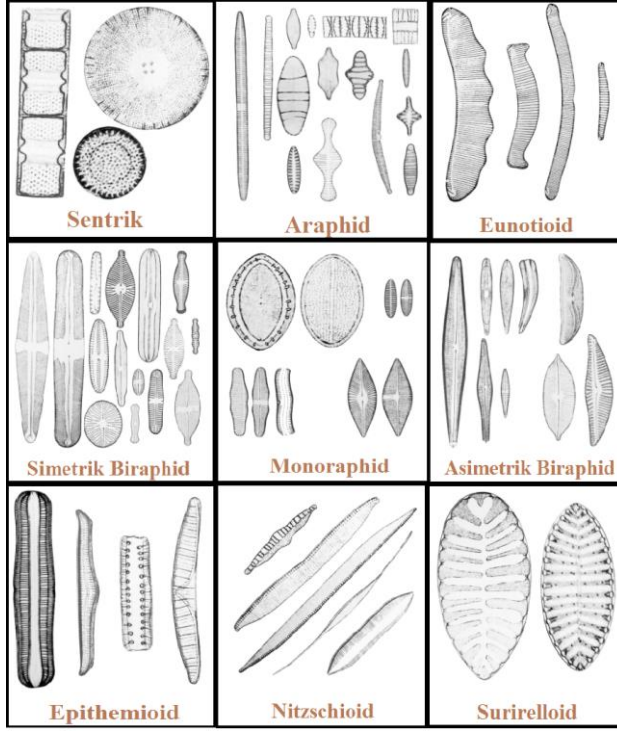 Sentrik
Araphid
Eunotioid
Simetrik Biraphid
Monoraphid
Asimetrik Biraphid
Epithemioid
Nitzschioid
Surirelloid